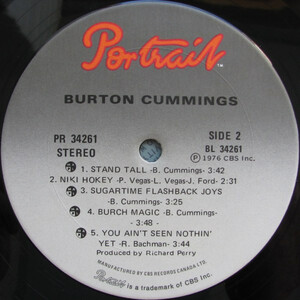 Portrait™
BURTON CUMMINGS
PR 34261
STEREO
SIDE 2
BL 34261
℗ 1976 CBS Inc.
1. STAND TALL -B. Cummings- 3:42
2. NIKI HOKEY -P. Vegas-L. Vegas-J. Ford- 2:31
3. SUGARTIME FLASHBACK JOYS
-B. Cummings- 3:25
4. BURCH MAGIC -B. Cummings-
- 3:48 -
5. YOU AIN'T SEEN NOTHIN'
YET -R. Bachman- 3:44
Produced by Richard Perry
MANUFACTURED BY CBS RECORDS CANADA LTD.
Portrait is a trademark of CBS Inc.